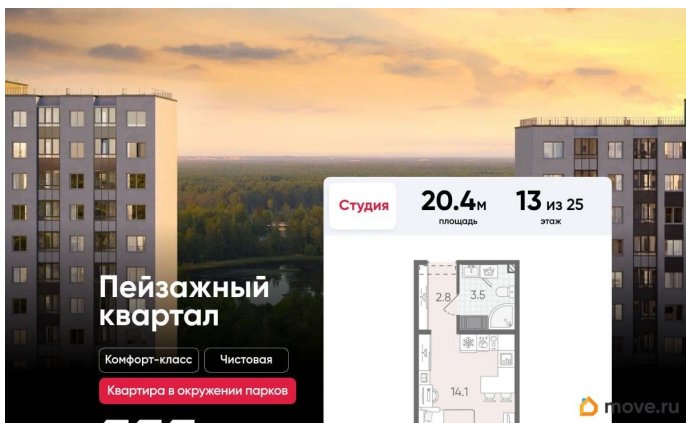 Студия
20.4м
площадь
13 из 25
этаж
Пейзажный
квартал
2.8
3.5
Комфорт-класс
Чистовая
Квартира в окружении парков
14.1
move.ru